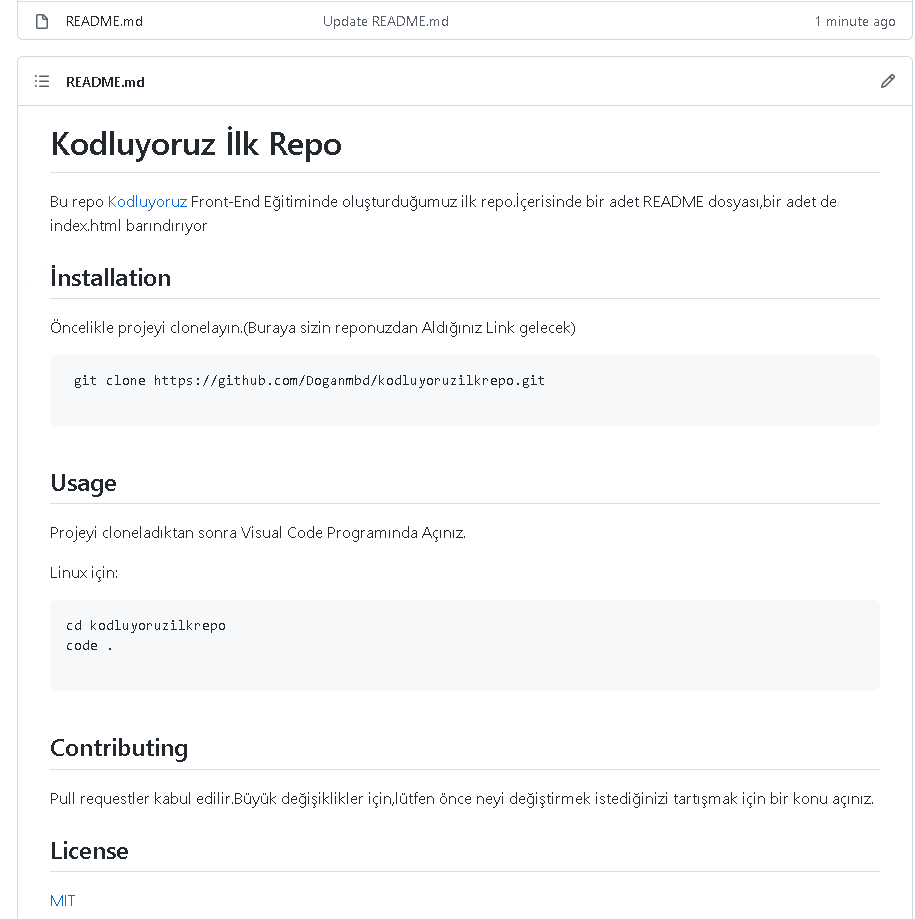 README.md Update README.md 1 minute ago
README.md
Kodluyoruz İlk Repo
Bu repo Kodluyoruz Front-End Eğitiminde oluşturduğumuz ilk repo.İçerisinde bir adet README dosyası,bir adet de
index.html barındırıyor
İnstallation
Öncelikle projeyi clonelayın.(Buraya sizin reponuzdan Aldığınız Link gelecek)
git clone https://github.com/Doganmbd/kodluyoruzilkrepo.git
Usage
Projeyi cloneladıktan sonra Visual Code Programında Açınız.
Linux için:
cd kodluyoruzilkrepo
code .
Contributing
Pull requestler kabul edilir.Büyük değişiklikler için,lütfen önce neyi değiştirmek istediğinizi tartışmak için bir konu açınız.
License
MIT